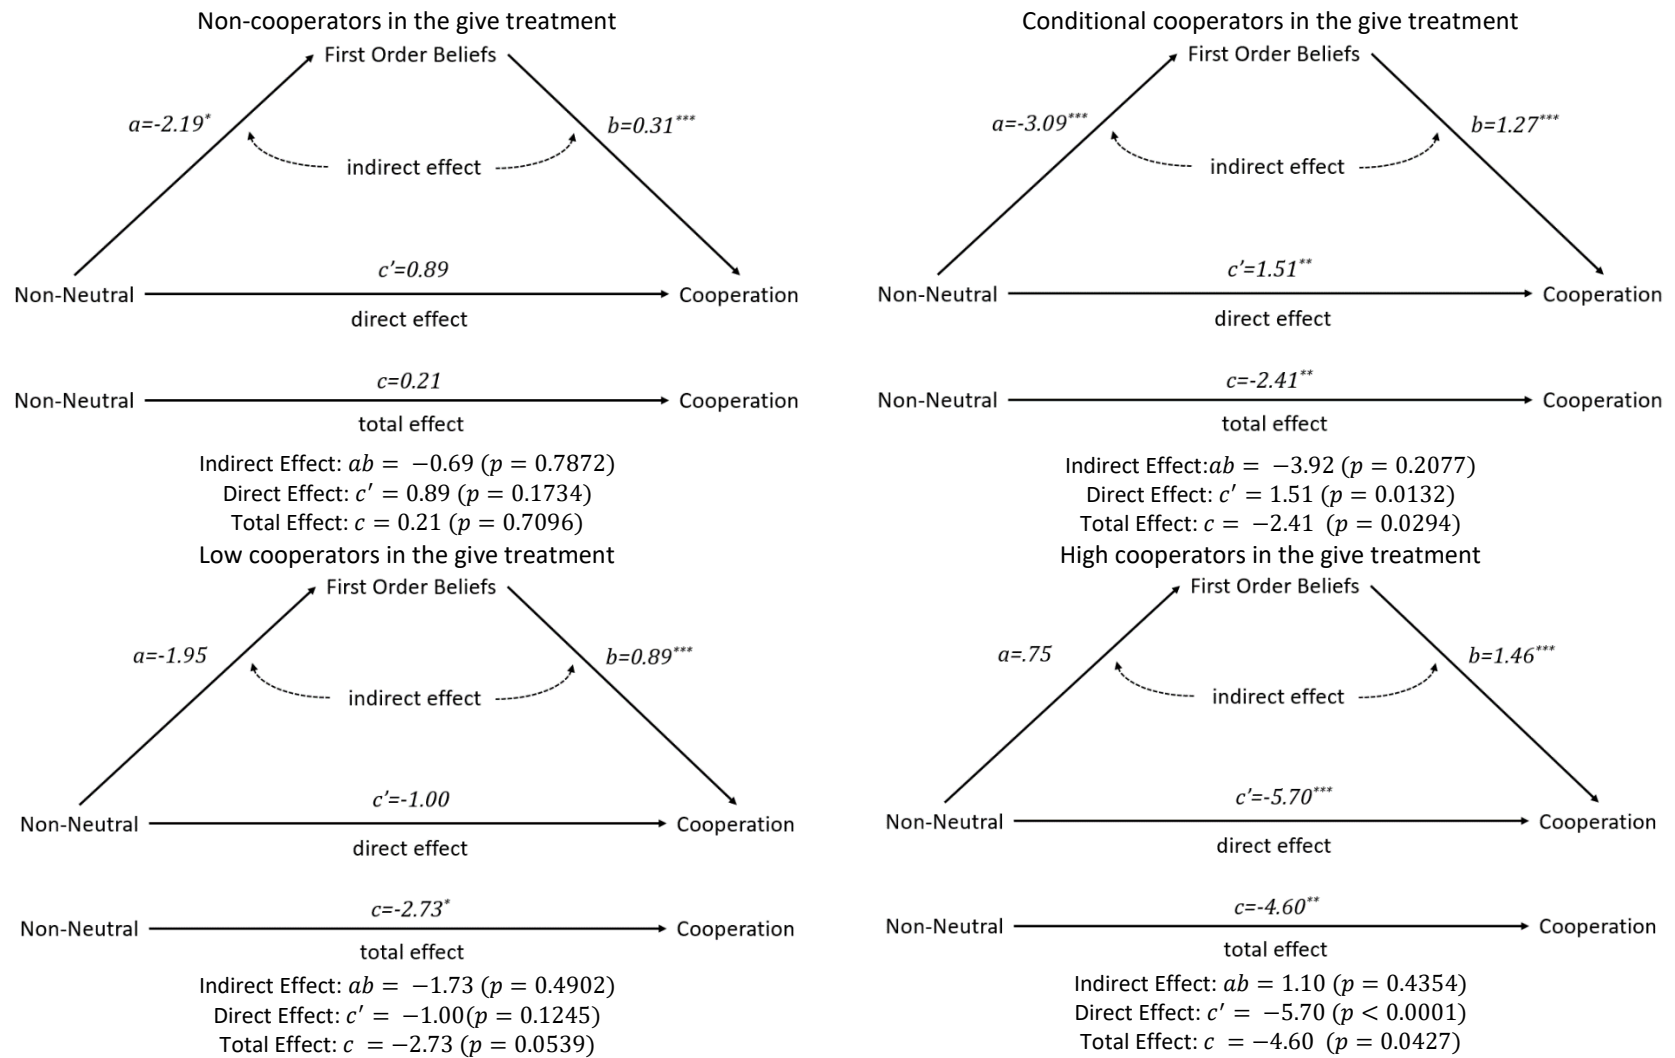 Non-cooperators in the give treatment
First Order Beliefs
a=-2.19*
b=0.31***
indirect effect
c'=0.89
Non-Neutral
Cooperation
direct effect
c=0.21
Non-Neutral
Cooperation
total effect
Indirect Effect: ab = −0.69 (p = 0.7872)
Direct Effect: c′ = 0.89 (p = 0.1734)
Total Effect: c = 0.21 (p = 0.7096)
Conditional cooperators in the give treatment
First Order Beliefs
a=-3.09***
b=1.27***
indirect effect
c'=1.51**
Non-Neutral
Cooperation
direct effect
c=-2.41**
Non-Neutral
Cooperation
total effect
Indirect Effect:ab = −3.92 (p = 0.2077)
Direct Effect: c′ = 1.51 (p = 0.0132)
Total Effect: c = −2.41 (p = 0.0294)
Low cooperators in the give treatment
First Order Beliefs
a=-1.95
b=0.89***
indirect effect
c'=-1.00
Non-Neutral
Cooperation
direct effect
c=-2.73*
Non-Neutral
Cooperation
total effect
Indirect Effect: ab = −1.73 (p = 0.4902)
Direct Effect: c′ = −1.00(p = 0.1245)
Total Effect: c = −2.73 (p = 0.0539)
High cooperators in the give treatment
First Order Beliefs
a=.75
b=1.46***
indirect effect
c'=-5.70***
Non-Neutral
Cooperation
direct effect
c=-4.60**
Non-Neutral
Cooperation
total effect
Indirect Effect: ab = 1.10 (p = 0.4354)
Direct Effect: c′ = −5.70 (p < 0.0001)
Total Effect: c = −4.60 (p = 0.0427)